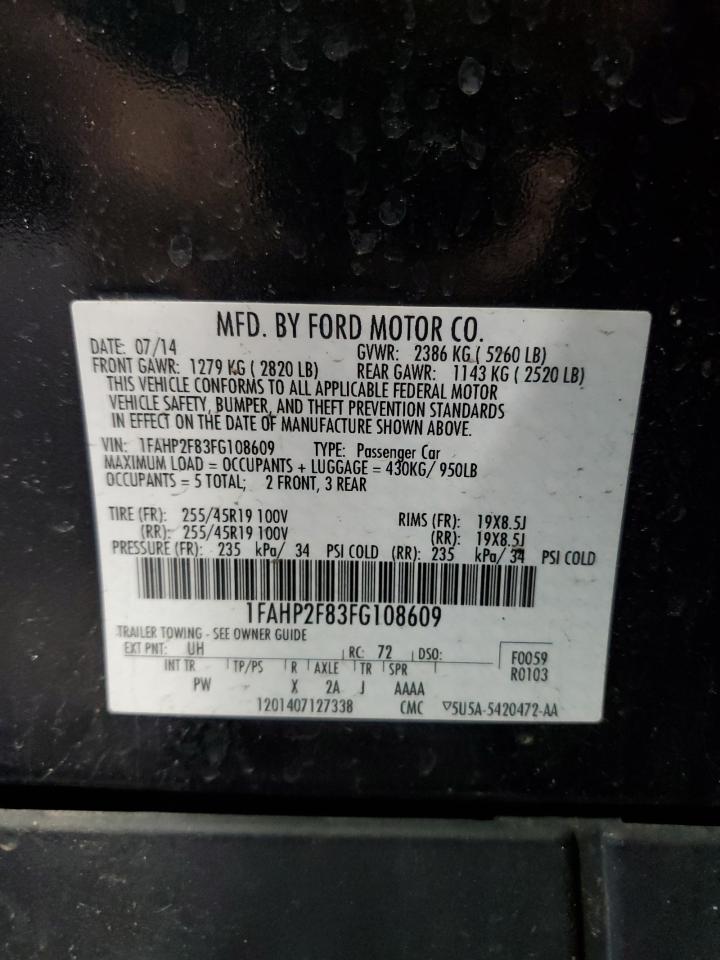 MFD. BY FORD MOTOR CO.
DATE: 07/14 GVWR: 2386 KG ( 5260 LB)
FRONT GAWR: 1279 KG ( 2820 LB) REAR GAWR: 1143 KG ( 2520 LB)
THIS VEHICLE CONFORMS TO ALL APPLICABLE FEDERAL MOTOR
VEHICLE SAFETY, BUMPER, AND THEFT PREVENTION STANDARDS
IN EFFECT ON THE DATE OF MANUFACTURE SHOWN ABOVE.
VIN: 1FAHP2F83FG108609 TYPE: Passenger Car
MAXIMUM LOAD = OCCUPANTS + LUGGAGE = 430KG/ 950LB
OCCUPANTS = 5 TOTAL; 2 FRONT, 3 REAR
TIRE (FR): 255/45R19 100V RIMS (FR): 19X8.5J
(RR): 255/45R19 100V (RR): 19X8.5J
PRESSURE (FR): 235 kPa/ 34 PSI COLD (RR): 235 kPa/ 34 PSI COLD
1FAHP2F83FG108609
TRAILER TOWING - SEE OWNER GUIDE
EXT PNT: UH RC: 72 DSO: F0059
INT TR TP/PS R AXLE TR SPR R0103
PW X 2A J AAAA
1201407127338 CMC ▽5U5A-5420472-AA